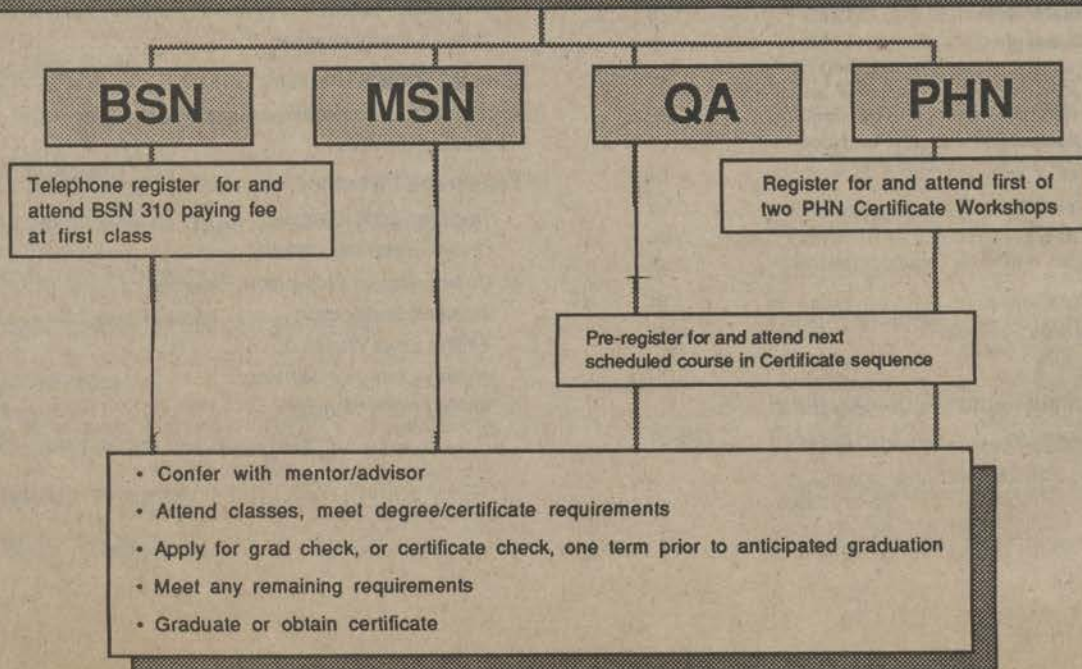 BSN
MSN
QA
PHN
Telephone register for and
attend BSN 310 paying fee
at first class
Register for and attend first of
two PHN Certificate Workshops
Pre-register for and attend next
scheduled course in Certificate sequence
• Confer with mentor/advisor
• Attend classes, meet degree/certificate requirements
• Apply for grad check, or certificate check, one term prior to anticipated graduation
• Meet any remaining requirements
• Graduate or obtain certificate